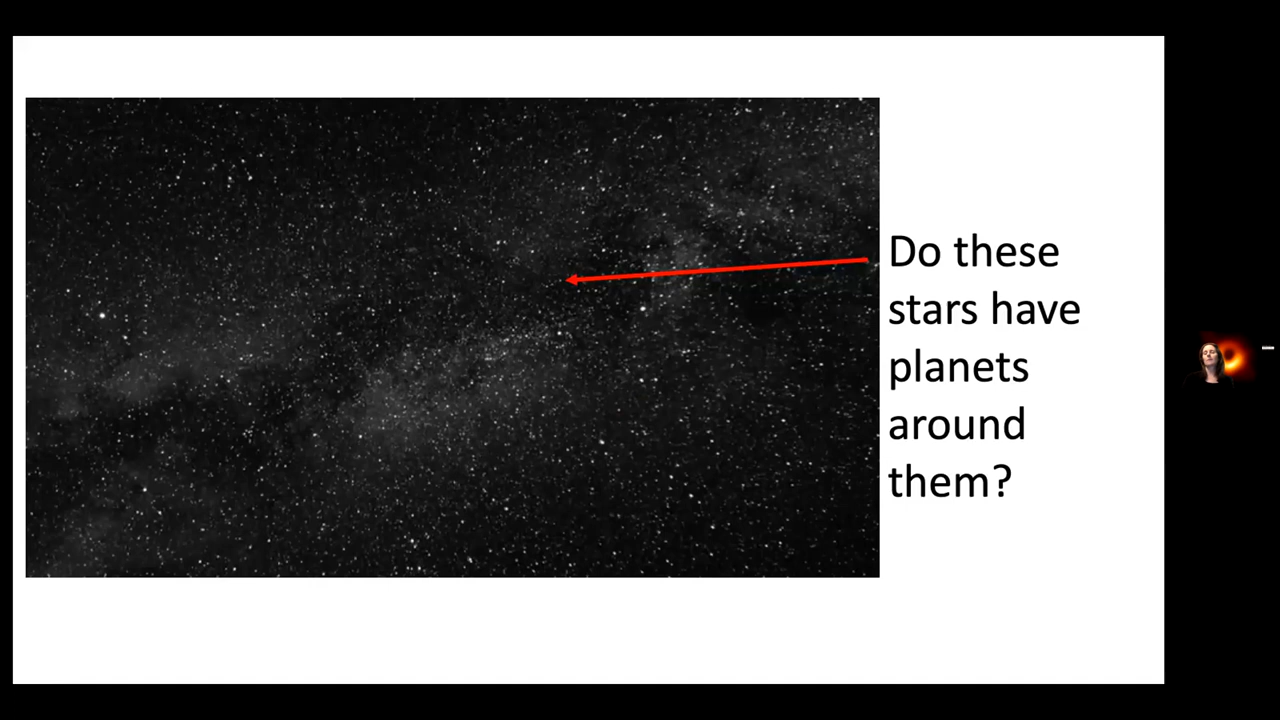 Do these
stars have
planets
around
them?